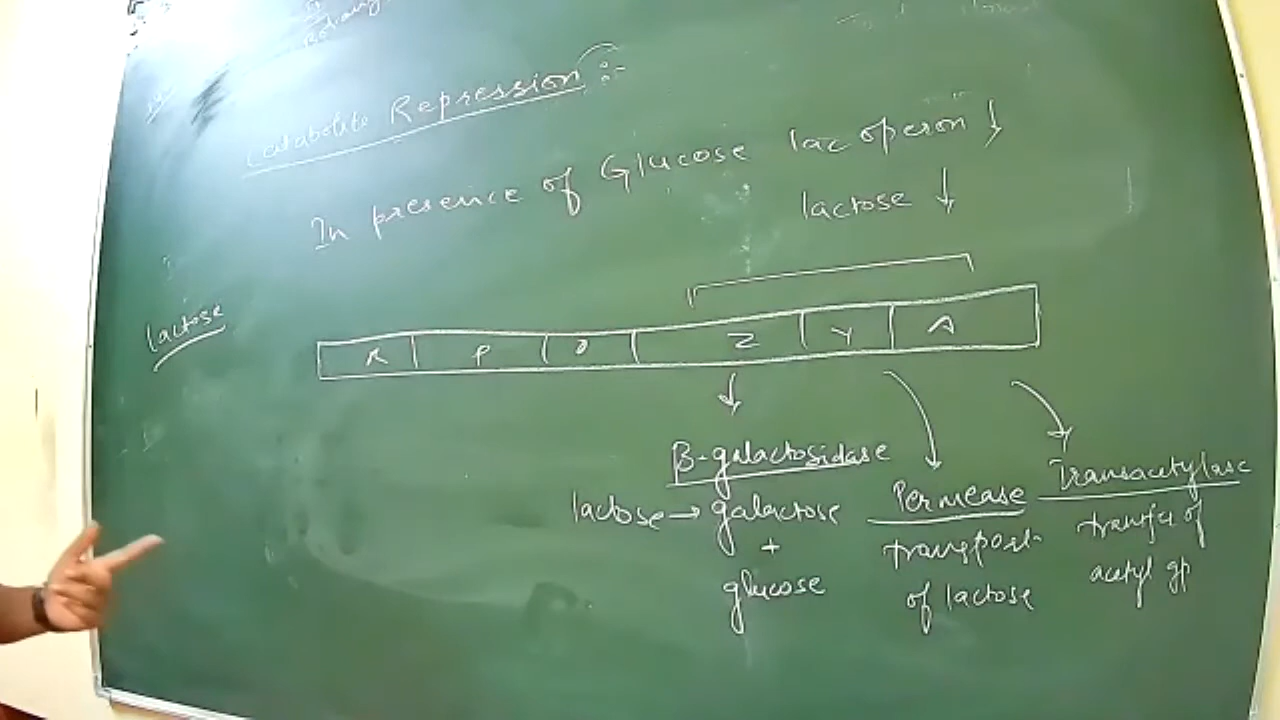 Botany
Catabolite Repression :-
In presence of Glucose lac operon ↓
lactose ↓
lactose
R P O Z Y A
β-galactosidase
lactose → galactose
+
glucose
Permease
transport
of lactose
Transacetylase
transfer of
acetyl gp